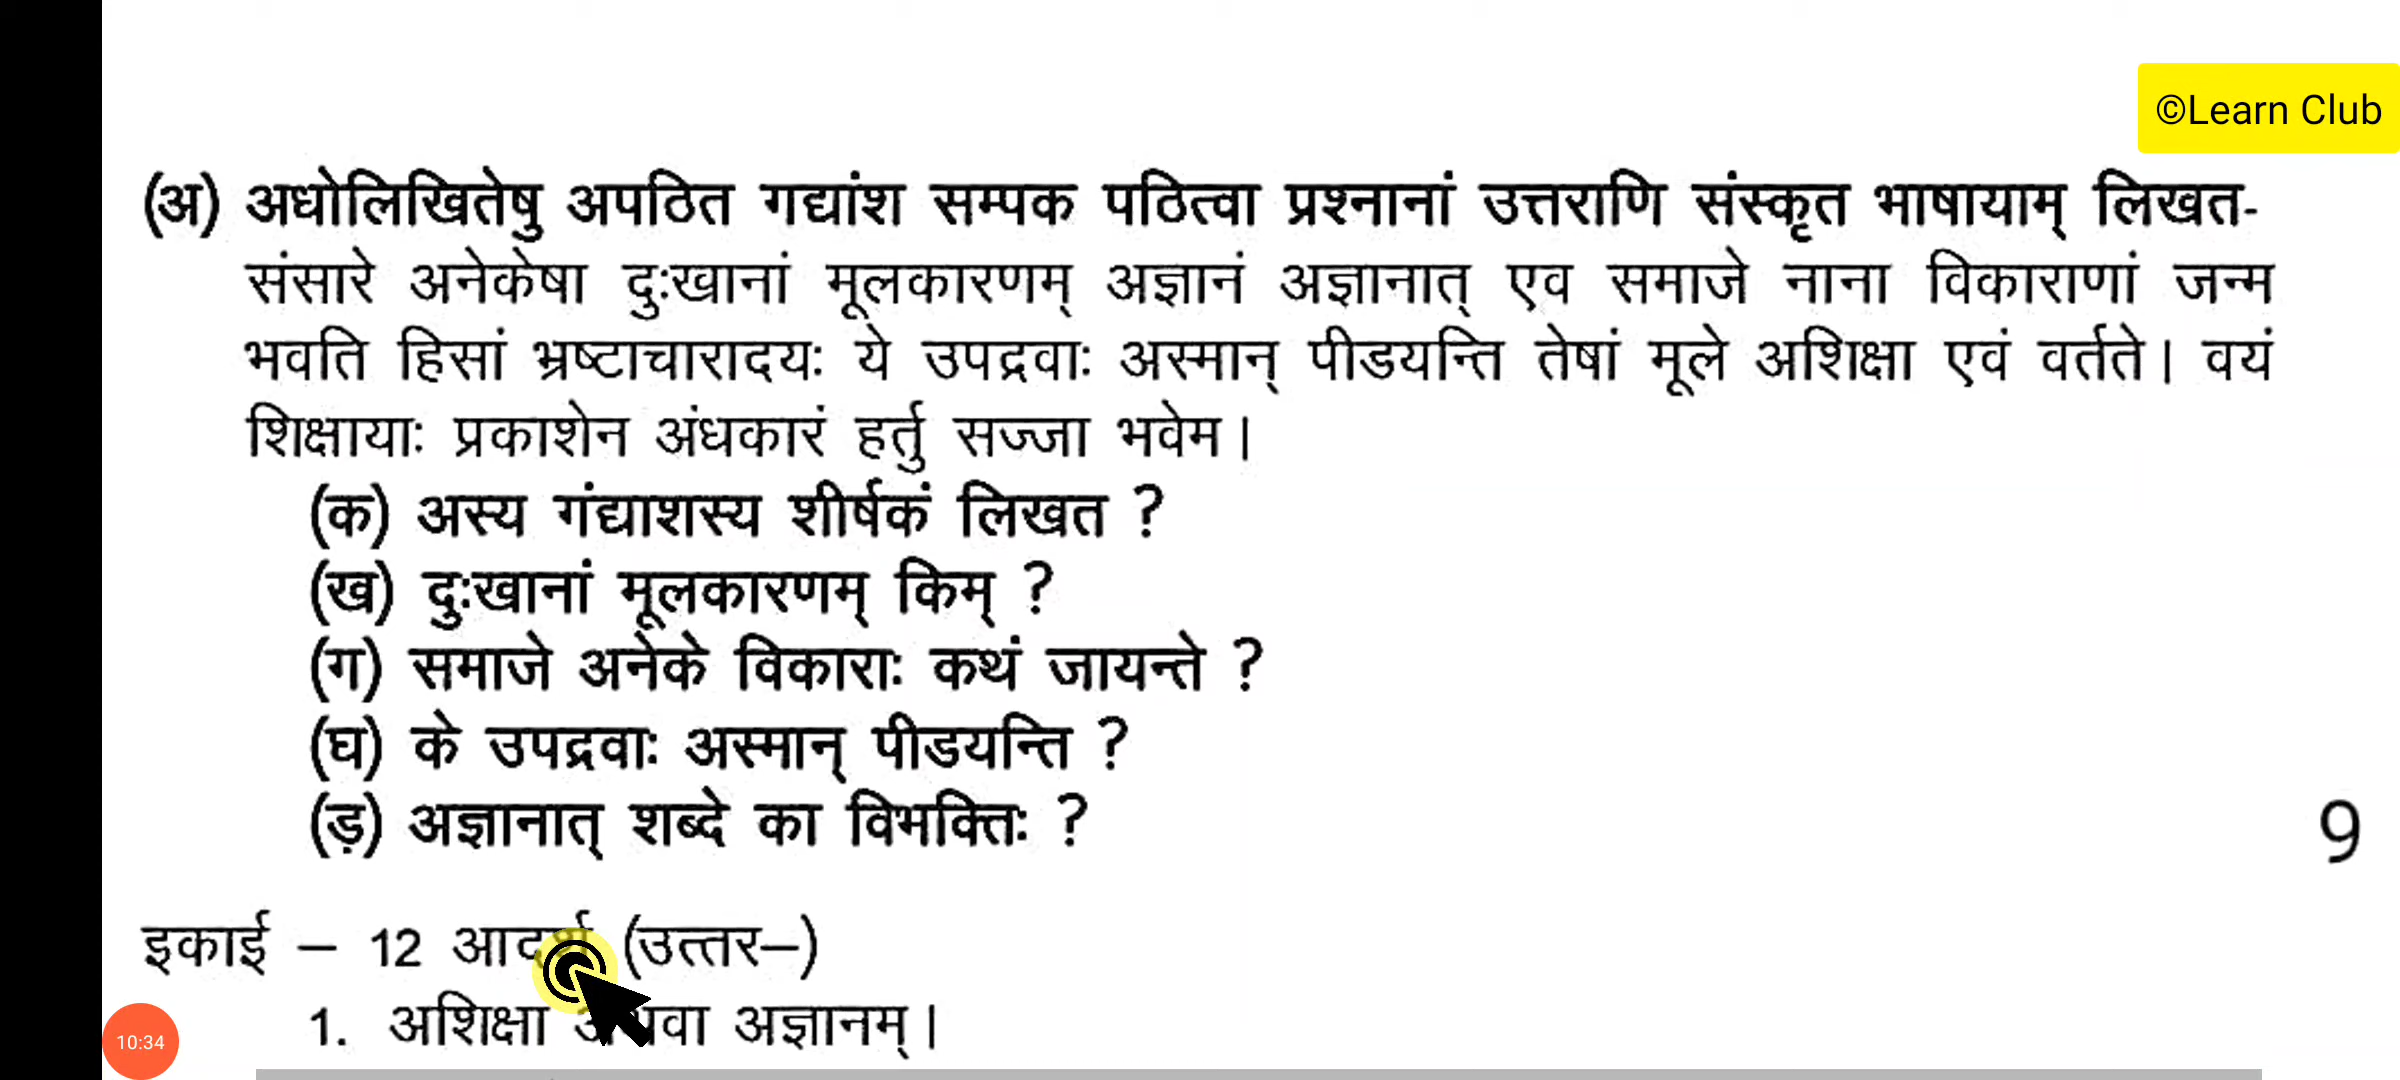 ©Learn Club
(अ) अधोलिखितेषु अपठित गद्यांश सम्पक पठित्वा प्रश्नानां उत्तराणि संस्कृत भाषायाम् लिखत-
संसारे अनेकेषा दुःखानां मूलकारणम् अज्ञानं अज्ञानात् एव समाजे नाना विकाराणां जन्म
भवति हिसां भ्रष्टाचारादयः ये उपद्रवाः अस्मान् पीडयन्ति तेषां मूले अशिक्षा एवं वर्तते। वयं
शिक्षायाः प्रकाशेन अंधकारं हर्तु सज्जा भवेम।
(क) अस्य गंद्याशस्य शीर्षकं लिखत ?
(ख) दुःखानां मूलकारणम् किम् ?
(ग) समाजे अनेके विकाराः कथं जायन्ते ?
(घ) के उपद्रवाः अस्मान् पीडयन्ति ?
(ड़) अज्ञानात् शब्दे का विभक्तिः ?
9
इकाई – 12 आदर्श (उत्तर–)
1. अशिक्षा अथवा अज्ञानम्।
10:34